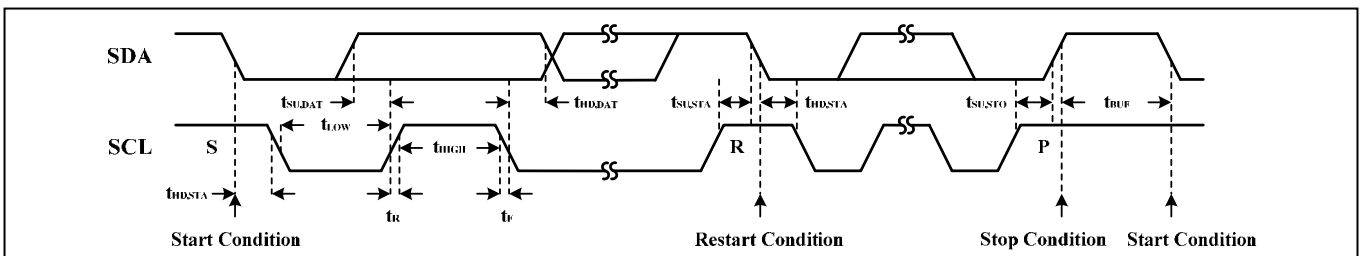 SDA
tSU,DAT tHD,DAT tSU,STA tHD,STA tSU,STO tBUF
tLOW
SCL S tHIGH R P
tHD,STA
tR tF
Start Condition Restart Condition Stop Condition Start Condition